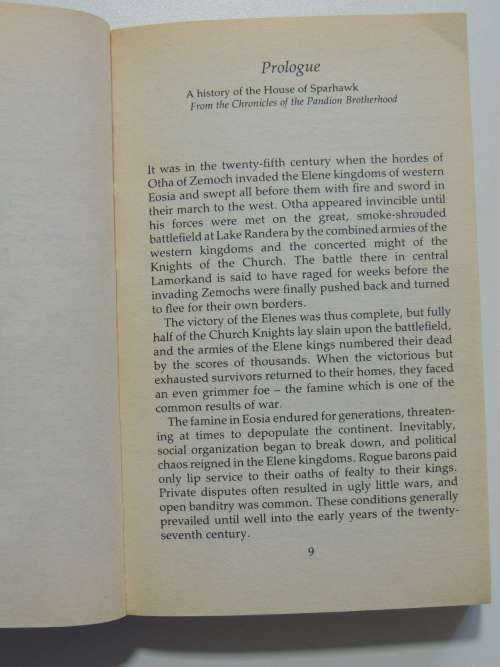 Prologue
A history of the House of Sparhawk
From the Chronicles of the Pandion Brotherhood
It was in the twenty-fifth century when the hordes of
Otha of Zemoch invaded the Elene kingdoms of western
Eosia and swept all before them with fire and sword in
their march to the west. Otha appeared invincible until
his forces were met on the great, smoke-shrouded
battlefield at Lake Randera by the combined armies of the
western kingdoms and the concerted might of the
Knights of the Church. The battle there in central
Lamorkand is said to have raged for weeks before the
invading Zemochs were finally pushed back and turned
to flee for their own borders.
The victory of the Elenes was thus complete, but fully
half of the Church Knights lay slain upon the battlefield,
and the armies of the Elene kings numbered their dead
by the scores of thousands. When the victorious but
exhausted survivors returned to their homes, they faced
an even grimmer foe – the famine which is one of the
common results of war.
The famine in Eosia endured for generations, threaten-
ing at times to depopulate the continent. Inevitably,
social organization began to break down, and political
chaos reigned in the Elene kingdoms. Rogue barons paid
only lip service to their oaths of fealty to their kings.
Private disputes often resulted in ugly little wars, and
open banditry was common. These conditions generally
prevailed until well into the early years of the twenty-
seventh century.
9